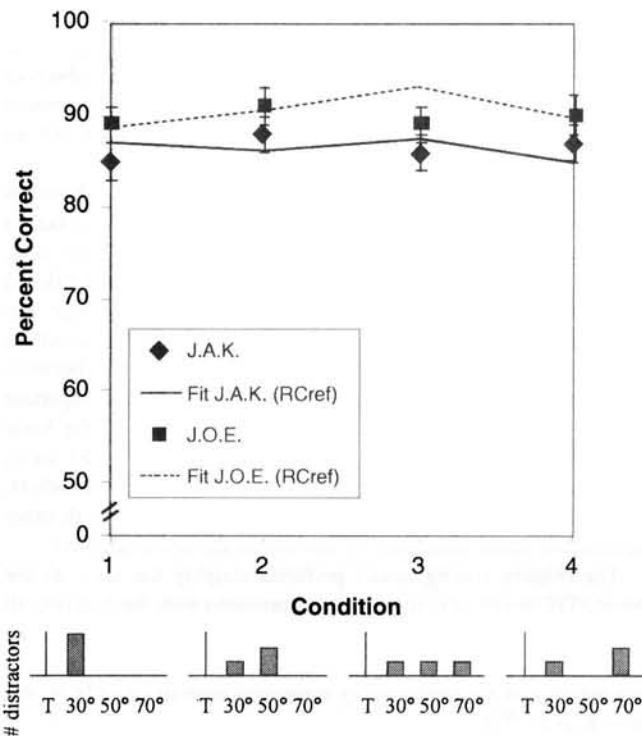 100
90
80
70
60
50
0
Percent Correct
J.A.K.
Fit J.A.K. (RCref)
J.O.E.
Fit J.O.E. (RCref)
1 2 3 4
Condition
# distractors
T 30° 50° 70° T 30° 50° 70° T 30° 50° 70° T 30° 50° 70°